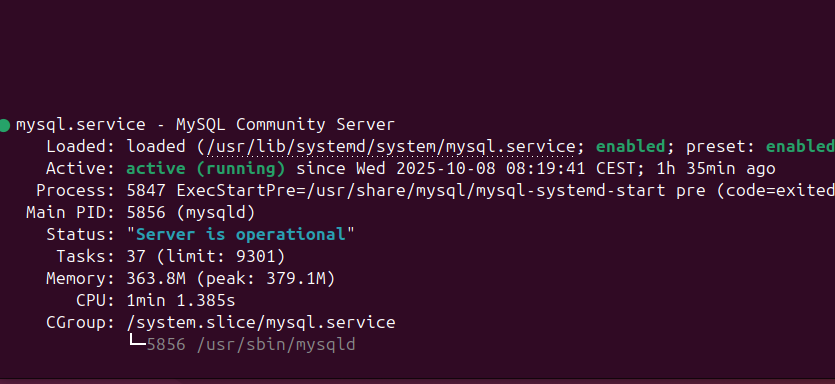 ● mysql.service - MySQL Community Server
Loaded: loaded (/usr/lib/systemd/system/mysql.service; enabled; preset: enabled
Active: active (running) since Wed 2025-10-08 08:19:41 CEST; 1h 35min ago
Process: 5847 ExecStartPre=/usr/share/mysql/mysql-systemd-start pre (code=exited
Main PID: 5856 (mysqld)
Status: "Server is operational"
Tasks: 37 (limit: 9301)
Memory: 363.8M (peak: 379.1M)
CPU: 1min 1.385s
CGroup: /system.slice/mysql.service
└─5856 /usr/sbin/mysqld